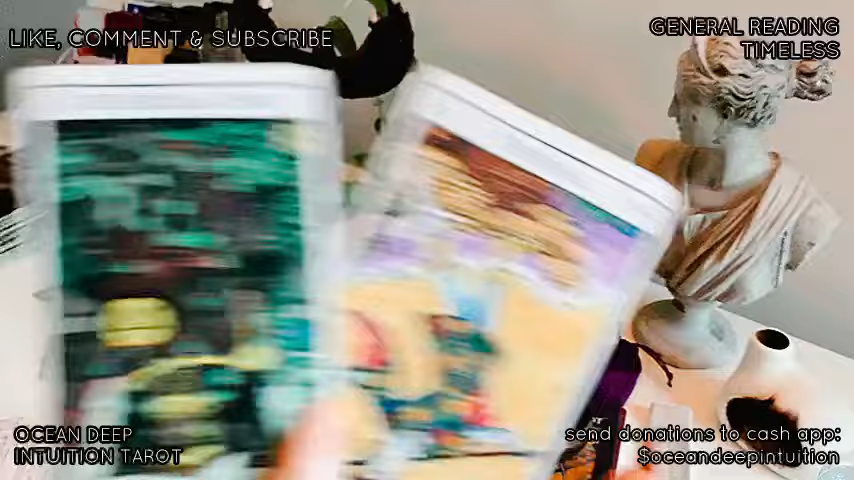 LIKE, COMMENT & SUBSCRIBE
GENERAL READING
TIMELESS
OCEAN DEEP
INTUITION TAROT
send donations to cash app:
$oceandeepintuition